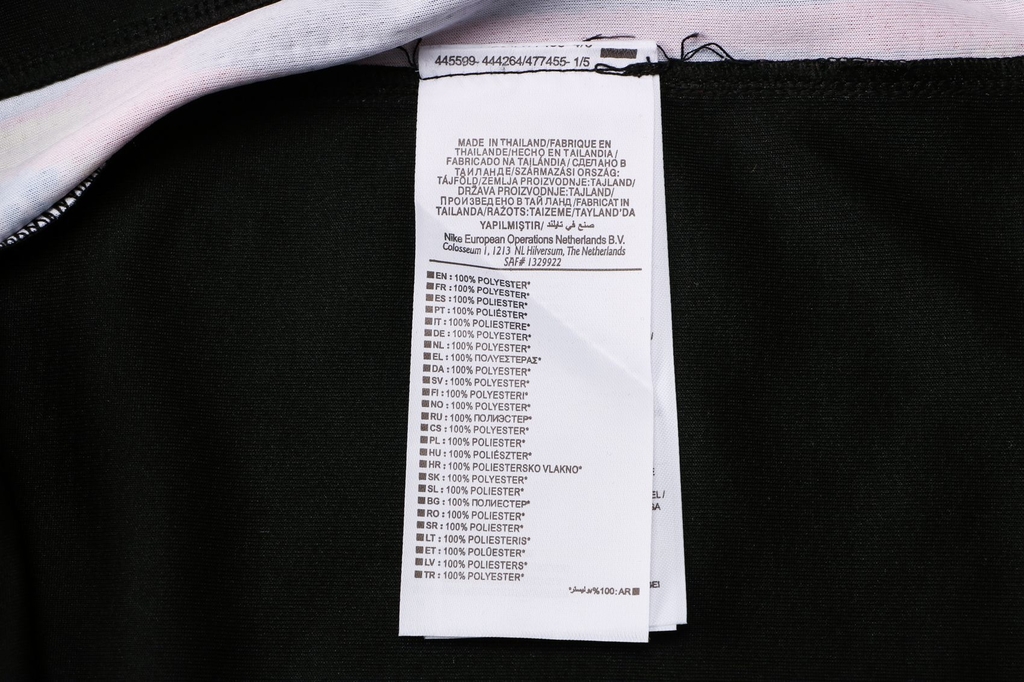 445599- 444264/477455- 1/5
MADE IN THAILAND/FABRIQUE EN
THAILANDE/HECHO EN TAILANDIA/
FABRICADO NA TAILÂNDIA/СДЕЛАНО В
ТАИЛАНДЕ/SZÁRMAZÁSI ORSZÁG:
TÁJFÖLD/ZEMLJA PROIZVODNJE:TAJLAND/
DRŽAVA PROIZVODNJE:TAJLAND/
ПРОИЗВЕДЕНО В ТАЙЛАНД/FABRICAT IN
TAILANDA/RAŽOTS:TAIZEME/TAYLAND'DA
YAPILMIŞTIR/ صنع في تايلند
Nike European Operations Netherlands B.V.
Colosseum 1, 1213 NL Hilversum, The Netherlands
SAF# 1329922
EN : 100% POLYESTER*
FR : 100% POLYESTER*
ES : 100% POLIESTER*
PT : 100% POLIÉSTER*
IT : 100% POLIESTERE*
DE : 100% POLYESTER*
NL : 100% POLYESTER*
EL : 100% ΠΟΛΥΕΣΤΕΡΑΣ*
DA : 100% POLYESTER*
SV : 100% POLYESTER*
FI : 100% POLYESTERI*
NO : 100% POLYESTER*
RU : 100% ПОЛИЭСТЕР*
CS : 100% POLYESTER*
PL : 100% POLIESTER*
HU : 100% POLIÉSZTER*
HR : 100% POLIESTERSKO VLAKNO*
SK : 100% POLYESTER*
SL : 100% POLIESTER*
BG : 100% ПОЛИЕСТЕР*
RO : 100% POLIESTER*
SR : 100% POLIESTER*
LT : 100% POLIESTERIS*
ET : 100% POLÜESTER*
LV : 100% POLIESTERS*
TR : 100% POLYESTER*
AR :100% بوليستر*